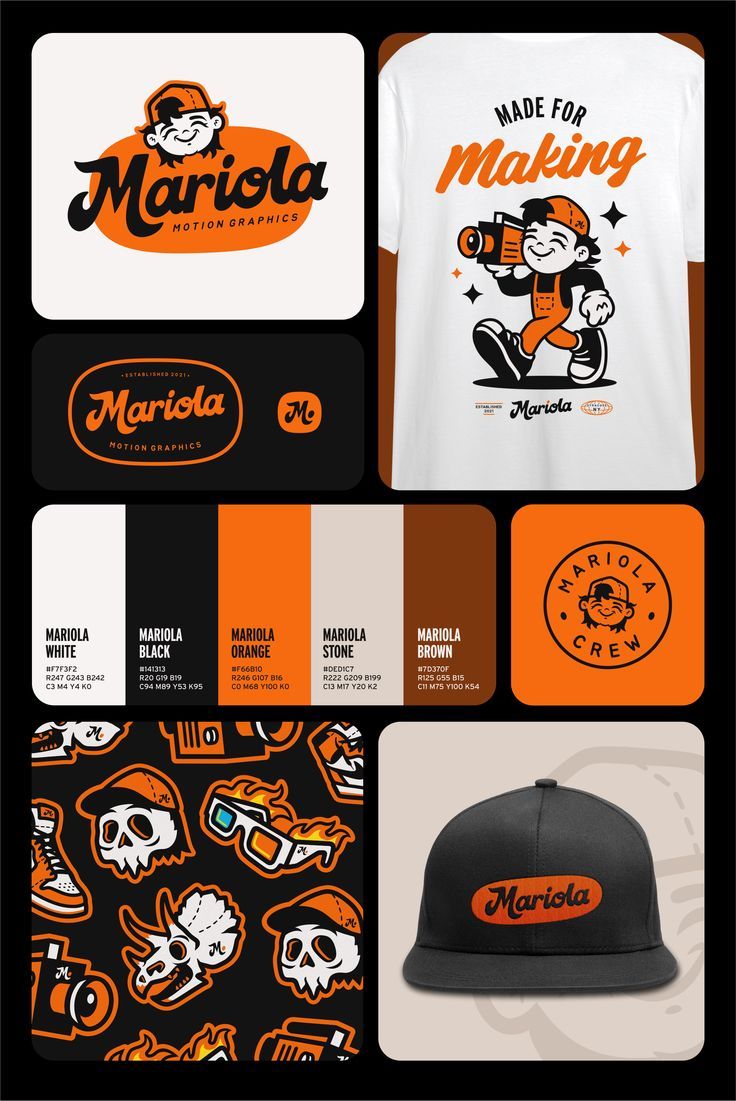 Mariola
MOTION GRAPHICS
MADE FOR
Making
M.
ESTABLISHED
2021
Mariola
NY.
• ESTABLISHED 2021 •
Mariola
MOTION GRAPHICS
M.
MARIOLA
WHITE
#F7F3F2
R247 G243 B242
C3 M4 Y4 K0
MARIOLA
BLACK
#141313
R20 G19 B19
C94 M89 Y53 K95
MARIOLA
ORANGE
#F66B10
R246 G107 B16
C0 M68 Y100 K0
MARIOLA
STONE
#DED1C7
R222 G209 B199
C13 M17 Y20 K2
MARIOLA
BROWN
#7D370F
R125 G55 B15
C11 M75 Y100 K54
MARIOLA
• CREW •
M.
M.
M.
M.
M.
M.
M.
Mariola